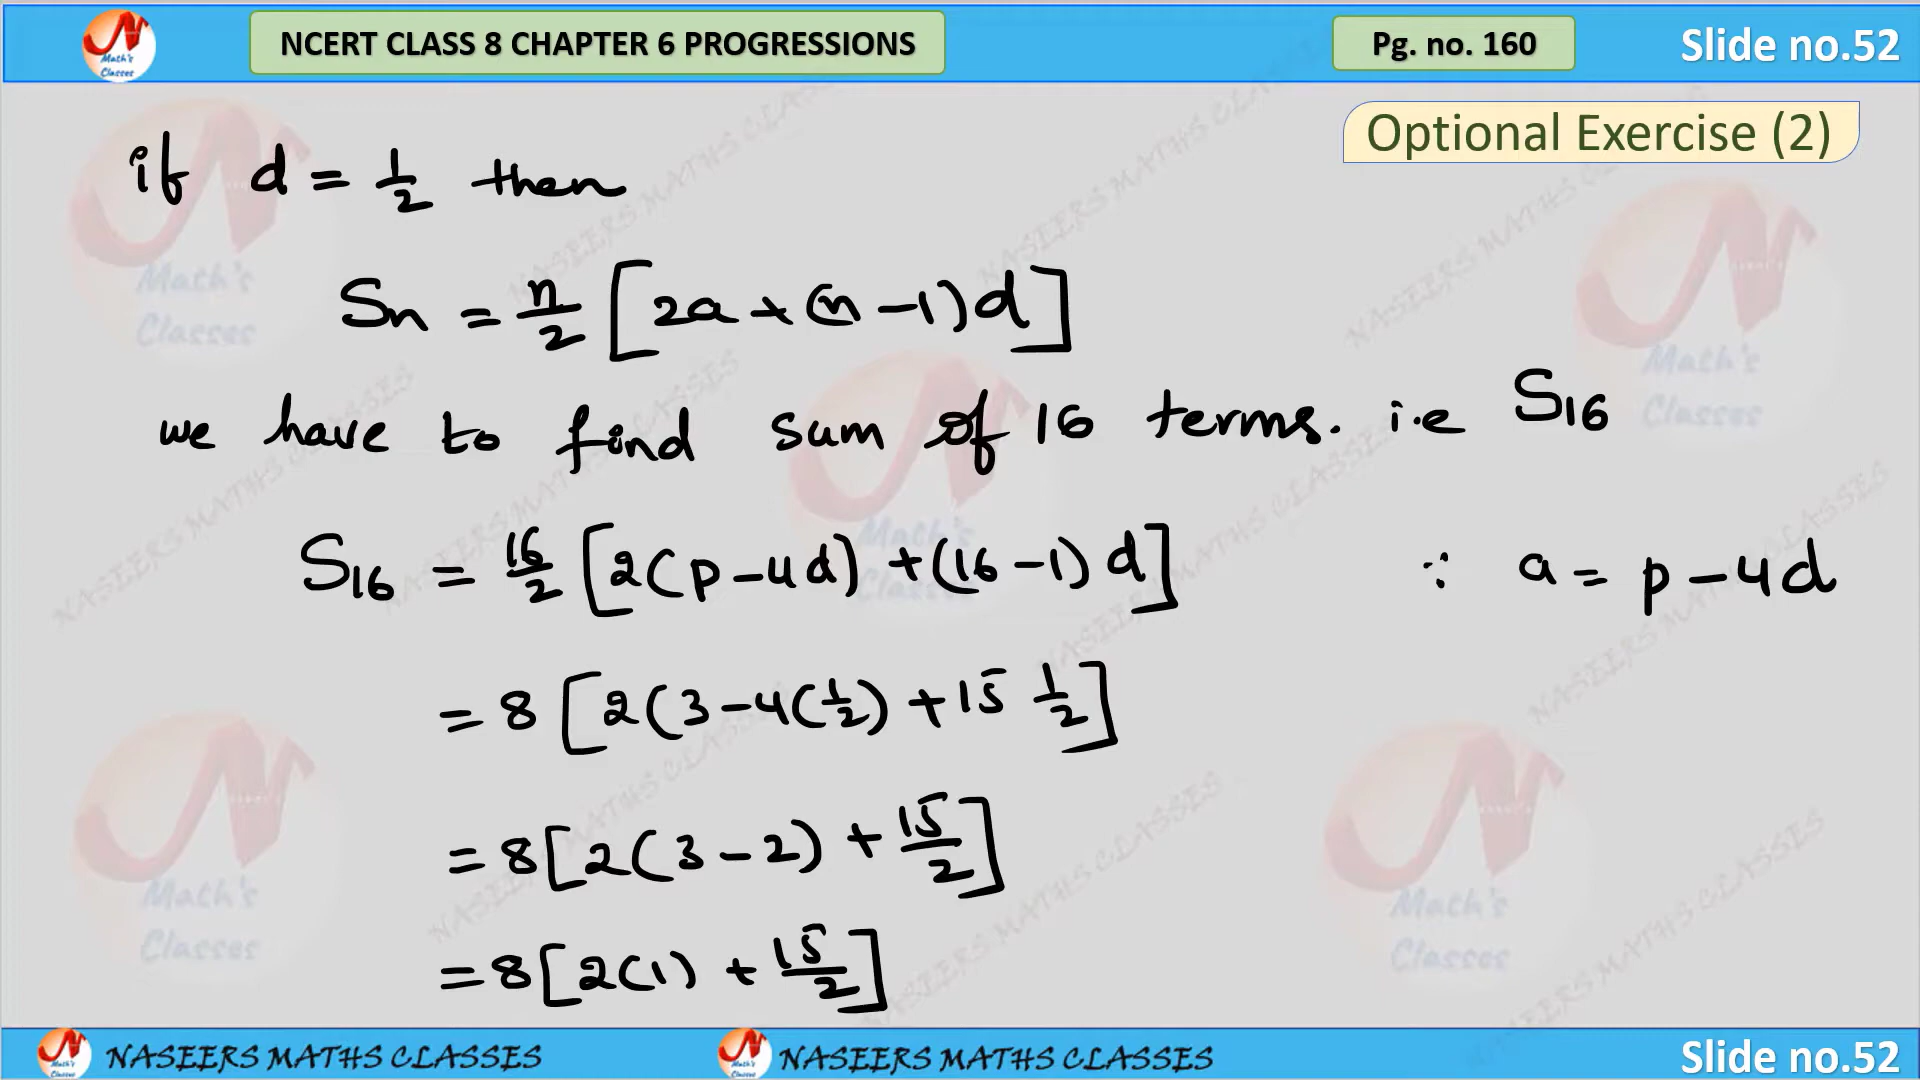 NCERT CLASS 8 CHAPTER 6 PROGRESSIONS
Pg. no. 160
Slide no.52
Math's
Classes
Optional Exercise (2)
if d = 1/2 then
Sn = n/2 [2a + (n - 1) d]
we have to find sum of 16 terms. i.e S16
S16 = 16/2 [2(p - 4d) + (16 - 1) d] ∵ a = p - 4d
= 8 [2(3 - 4(1/2) + 15 1/2]
= 8 [2(3 - 2) + 15/2]
= 8 [2(1) + 15/2]
NASEERS MATHS CLASSES
NASEERS MATHS CLASSES
Slide no.52